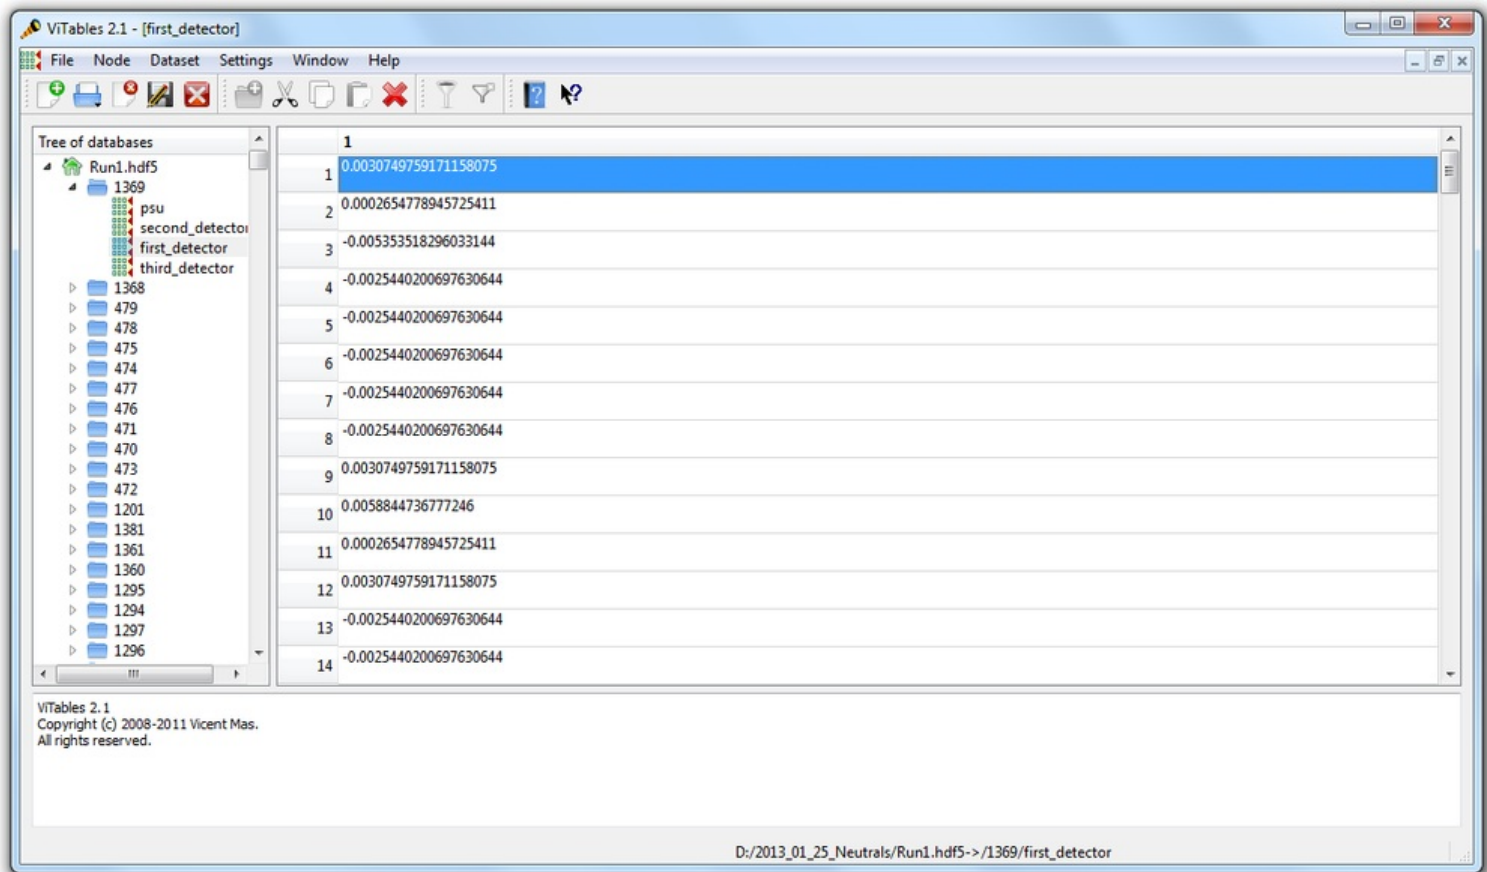 ViTables 2.1 - [first_detector]
File Node Dataset Settings Window Help
Tree of databases
Run1.hdf5
1369
psu
second_detector
first_detector
third_detector
1368
479
478
475
474
477
476
471
470
473
472
1201
1381
1361
1360
1295
1294
1297
1296
1
1 0.0030749759171158075
2 0.0002654778945725411
3 -0.005353518296033144
4 -0.0025440200697630644
5 -0.0025440200697630644
6 -0.0025440200697630644
7 -0.0025440200697630644
8 -0.0025440200697630644
9 0.0030749759171158075
10 0.0058844736777246
11 0.0002654778945725411
12 0.0030749759171158075
13 -0.0025440200697630644
14 -0.0025440200697630644
ViTables 2.1
Copyright (c) 2008-2011 Vicent Mas.
All rights reserved.
D:/2013_01_25_Neutrals/Run1.hdf5->/1369/first_detector